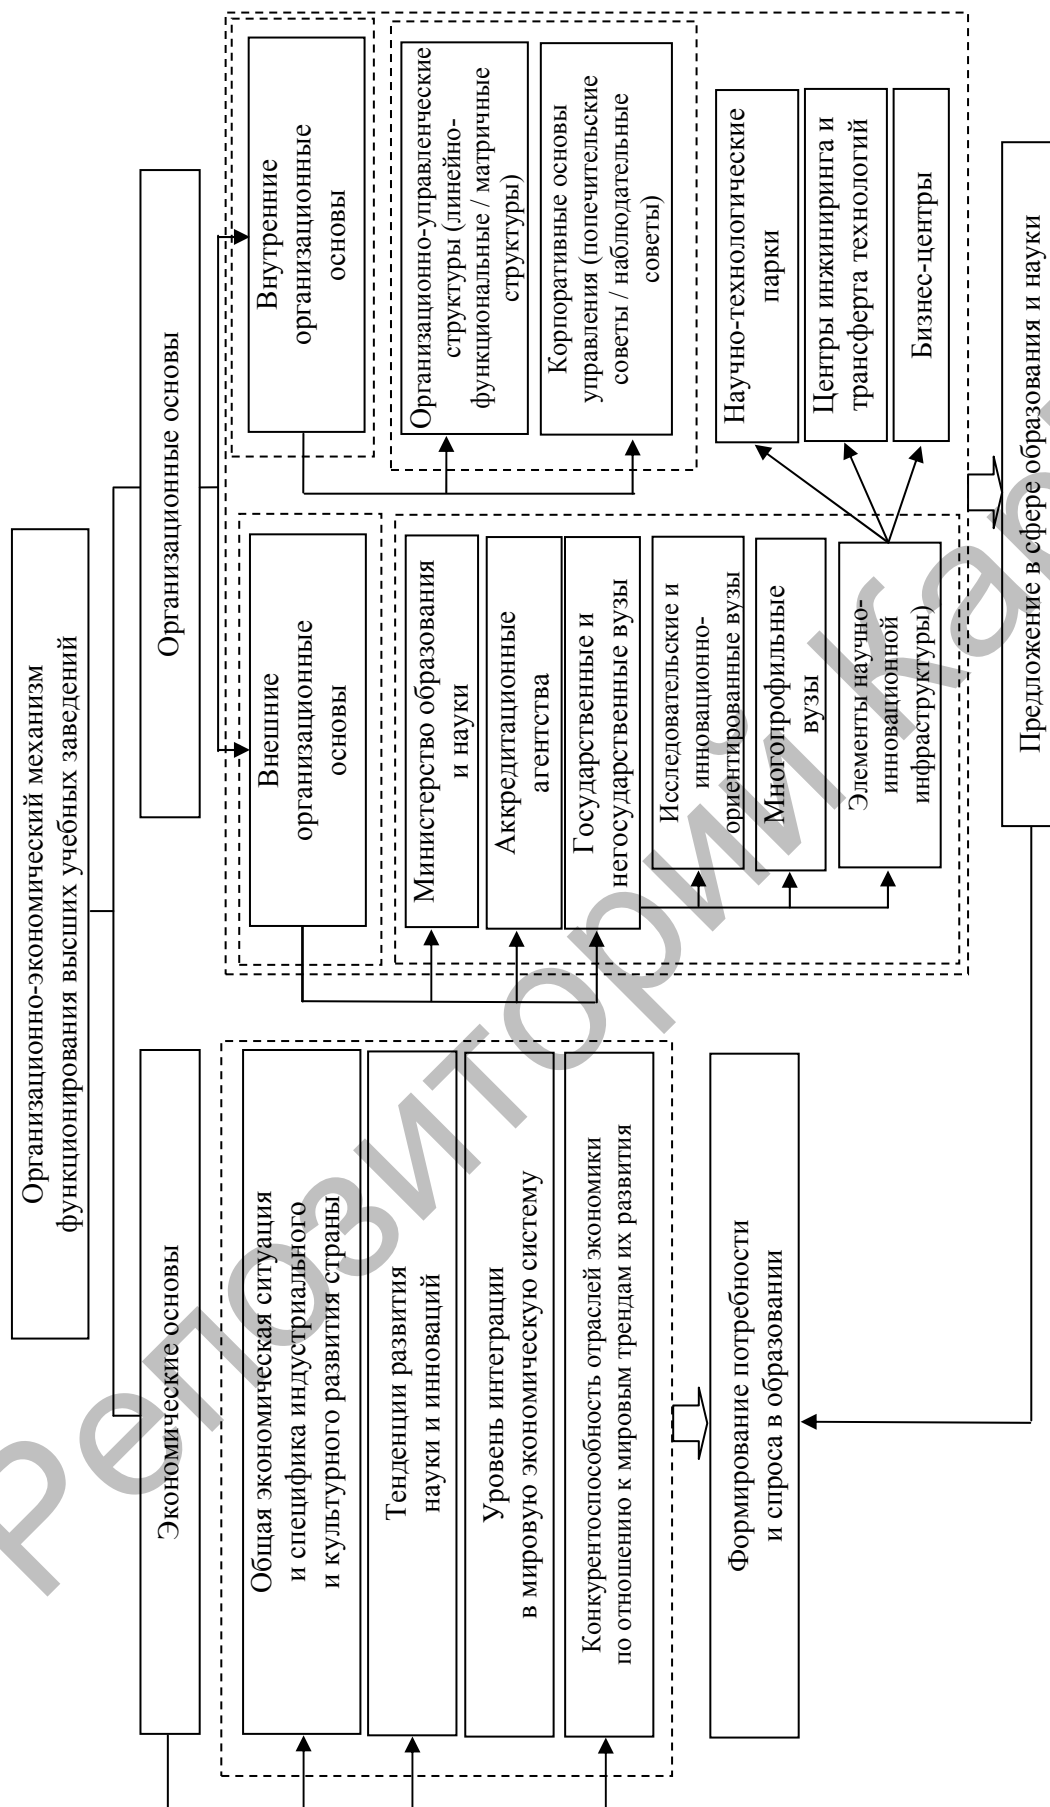 Организационно-экономический механизм
функционирования высших учебных заведений
Экономические основы
Организационные основы
Общая экономическая ситуация
и специфика индустриального
и культурного развития страны
Тенденции развития
науки и инноваций
Уровень интеграции
в мировую экономическую систему
Конкурентоспособность отраслей экономики
по отношению к мировым трендам их развития
Формирование потребности
и спроса в образовании
Внешние
организационные
основы
Министерство образования
и науки
Аккредитационные
агентства
Государственные и
негосударственные вузы
Исследовательские и
инновационно-
ориентированные вузы
Многопрофильные
вузы
Элементы научно-
инновационной
инфраструктуры)
Внутренние
организационные
основы
Организационно-управленческие
структуры (линейно-
функциональные / матричные
структуры)
Корпоративные основы
управления (попечительские
советы / наблюдательные
советы)
Научно-технологические
парки
Центры инжиниринга и
трансферта технологий
Бизнес-центры
Предложение в сфере образования и науки
Репозиторий